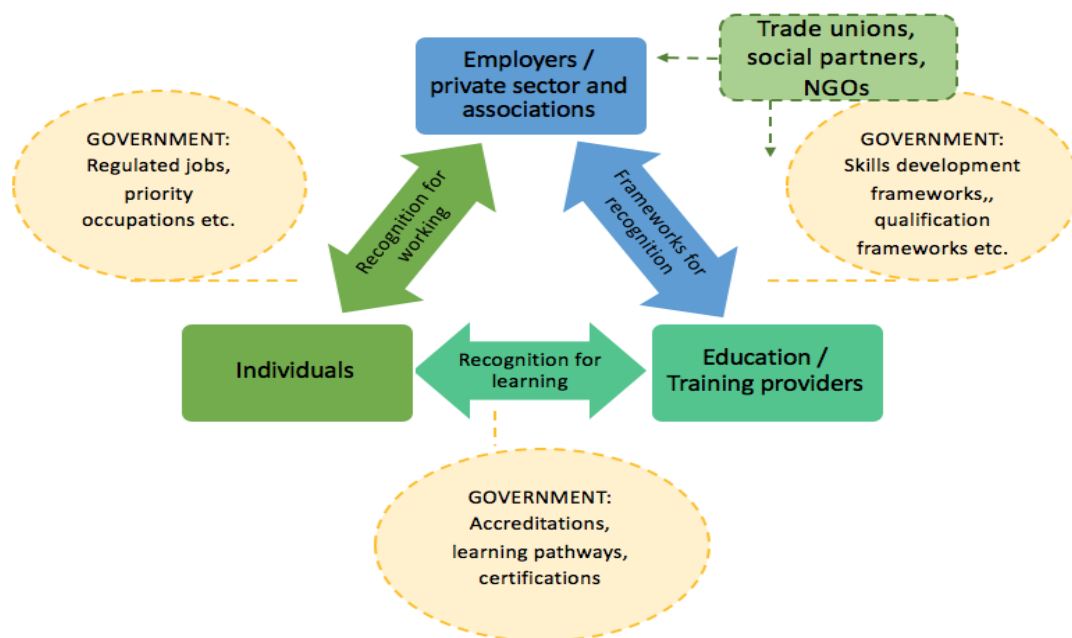 Trade unions,
social partners,
NGOs
Employers /
private sector and
associations
GOVERNMENT:
Regulated jobs,
priority
occupations etc.
GOVERNMENT:
Skills development
frameworks,,
qualification
frameworks etc.
Recognition for
working
Frameworks for
recognition
Individuals
Recognition for
learning
Education /
Training providers
GOVERNMENT:
Accreditations,
learning pathways,
certifications